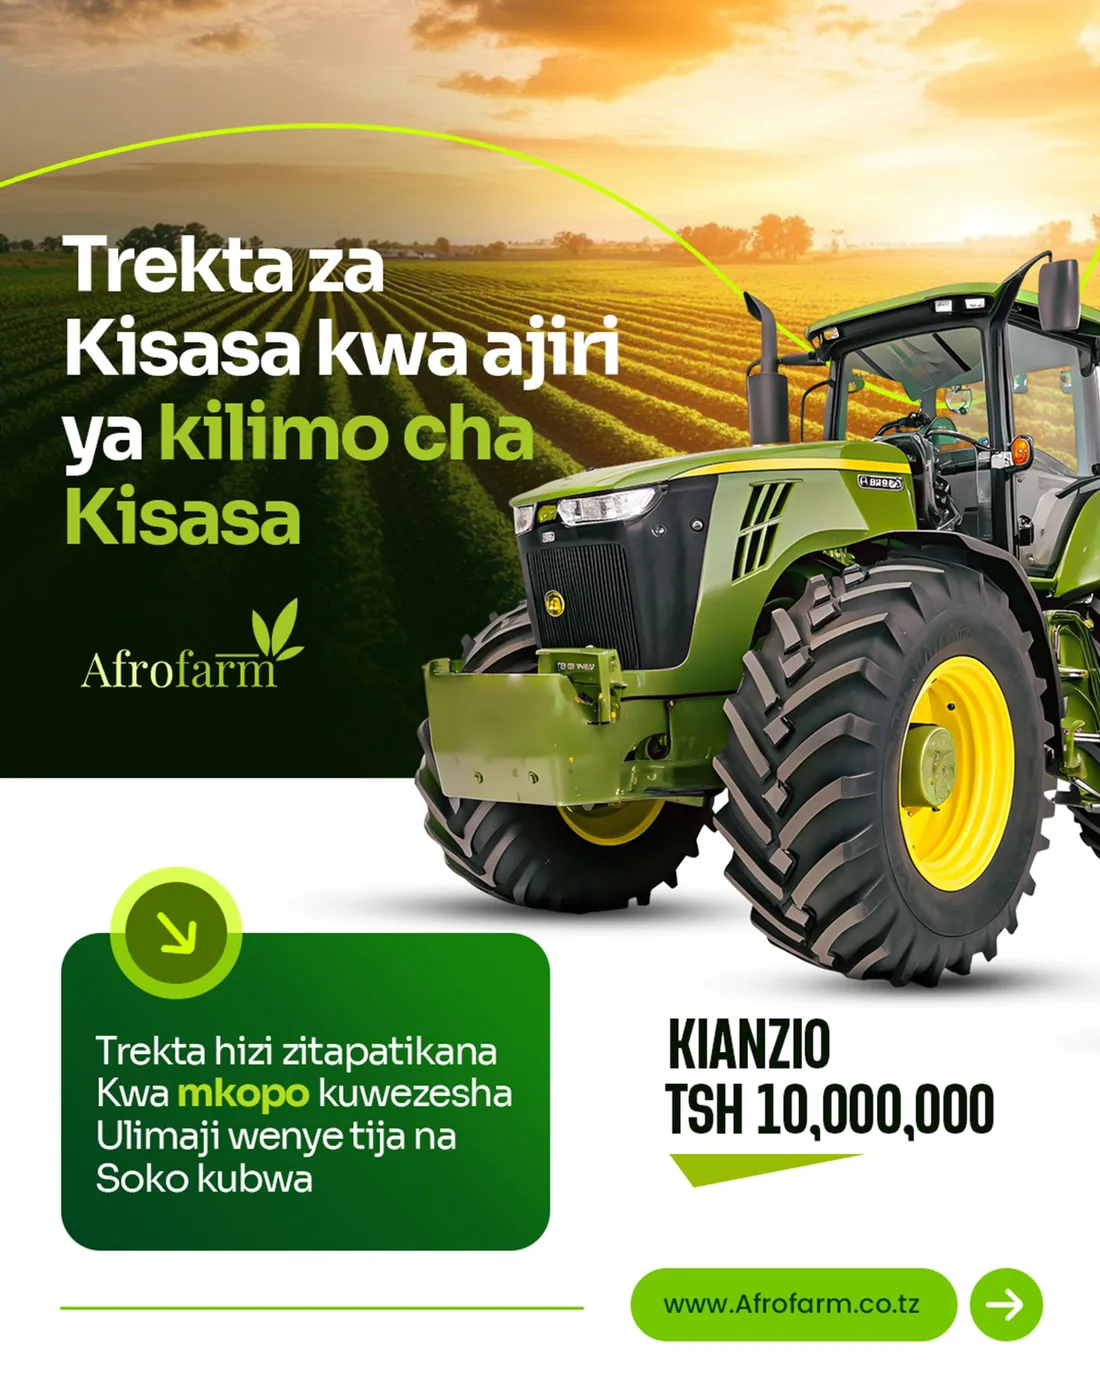 Trekta za
Kisasa kwa ajiri
ya kilimo cha
Kisasa
Afrofarm
Trekta hizi zitapatikana
Kwa mkopo kuwezesha
Ulimaji wenye tija na
Soko kubwa
KIANZIO
TSH 10,000,000
www.Afrofarm.co.tz